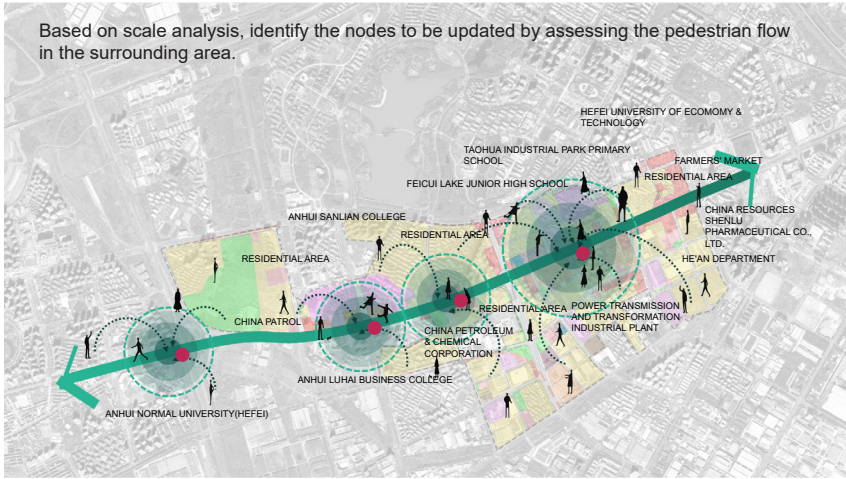 Based on scale analysis, identify the nodes to be updated by assessing the pedestrian flow
in the surrounding area.
HEFEI UNIVERSITY OF ECOMOMY &
TECHNOLOGY
TAOHUA INDUSTRIAL PARK PRIMARY
SCHOOL
FARMERS' MARKET
RESIDENTIAL AREA
FEICUI LAKE JUNIOR HIGH SCHOOL
CHINA RESOURCES
SHENLU
PHARMACEUTICAL CO.,
LTD.
ANHUI SANLIAN COLLEGE
RESIDENTIAL AREA
RESIDENTIAL AREA
HE'AN DEPARTMENT
RESIDENTIAL AREA
POWER TRANSMISSION
AND TRANSFORMATION
INDUSTRIAL PLANT
CHINA PATROL
CHINA PETROLEUM
& CHEMICAL
CORPORATION
ANHUI LUHAI BUSINESS COLLEGE
ANHUI NORMAL UNIVERSITY(HEFEI)